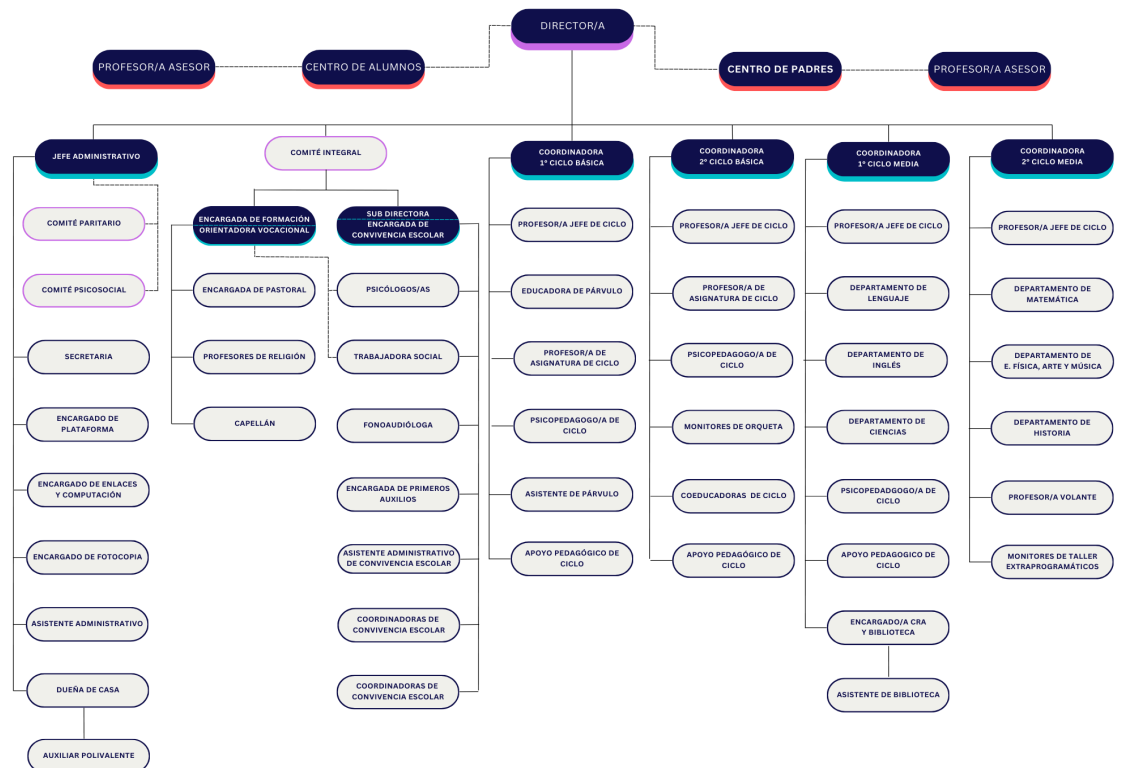 DIRECTOR/A
PROFESOR/A ASESOR
CENTRO DE ALUMNOS
CENTRO DE PADRES
PROFESOR/A ASESOR
JEFE ADMINISTRATIVO
COMITÉ PARITARIO
COMITÉ PSICOSOCIAL
SECRETARIA
ENCARGADO DE
PLATAFORMA
ENCARGADO DE ENLACES
Y COMPUTACIÓN
ENCARGADO DE FOTOCOPIA
ASISTENTE ADMINISTRATIVO
DUEÑA DE CASA
AUXILIAR POLIVALENTE
COMITÉ INTEGRAL
ENCARGADA DE FORMACIÓN
ORIENTADORA VOCACIONAL
ENCARGADA DE PASTORAL
PROFESORES DE RELIGIÓN
CAPELLÁN
SUB DIRECTORA
ENCARGADA DE
CONVIVENCIA ESCOLAR
PSICÓLOGOS/AS
TRABAJADORA SOCIAL
FONOAUDIÓLOGA
ENCARGADA DE PRIMEROS
AUXILIOS
ASISTENTE ADMINISTRATIVO
DE CONVIVENCIA ESCOLAR
COORDINADORAS DE
CONVIVENCIA ESCOLAR
COORDINADORAS DE
CONVIVENCIA ESCOLAR
COORDINADORA
1º CICLO BÁSICA
PROFESOR/A JEFE DE CICLO
EDUCADORA DE PÁRVULO
PROFESOR/A DE
ASIGNATURA DE CICLO
PSICOPEDAGOGO/A DE
CICLO
ASISTENTE DE PÁRVULO
APOYO PEDAGÓGICO DE
CICLO
COORDINADORA
2º CICLO BÁSICA
PROFESOR/A JEFE DE CICLO
PROFESOR/A DE
ASIGNATURA DE CICLO
PSICOPEDAGOGO/A DE
CICLO
MONITORES DE ORQUETA
COEDUCADORAS DE CICLO
APOYO PEDAGÓGICO DE
CICLO
COORDINADORA
1º CICLO MEDIA
PROFESOR/A JEFE DE CICLO
DEPARTAMENTO DE
LENGUAJE
DEPARTAMENTO DE
INGLÉS
DEPARTAMENTO DE
CIENCIAS
PSICOPEDADGOGO/A DE
CICLO
APOYO PEDAGOGICO DE
CICLO
ENCARGADO/A CRA
Y BIBLIOTECA
ASISTENTE DE BIBLIOTECA
COORDINADORA
2º CICLO MEDIA
PROFESOR/A JEFE DE CICLO
DEPARTAMENTO DE
MATEMÁTICA
DEPARTAMENTO DE
E. FÍSICA, ARTE Y MÚSICA
DEPARTAMENTO DE
HISTORIA
PROFESOR/A VOLANTE
MONITORES DE TALLER
EXTRAPROGRAMÁTICOS